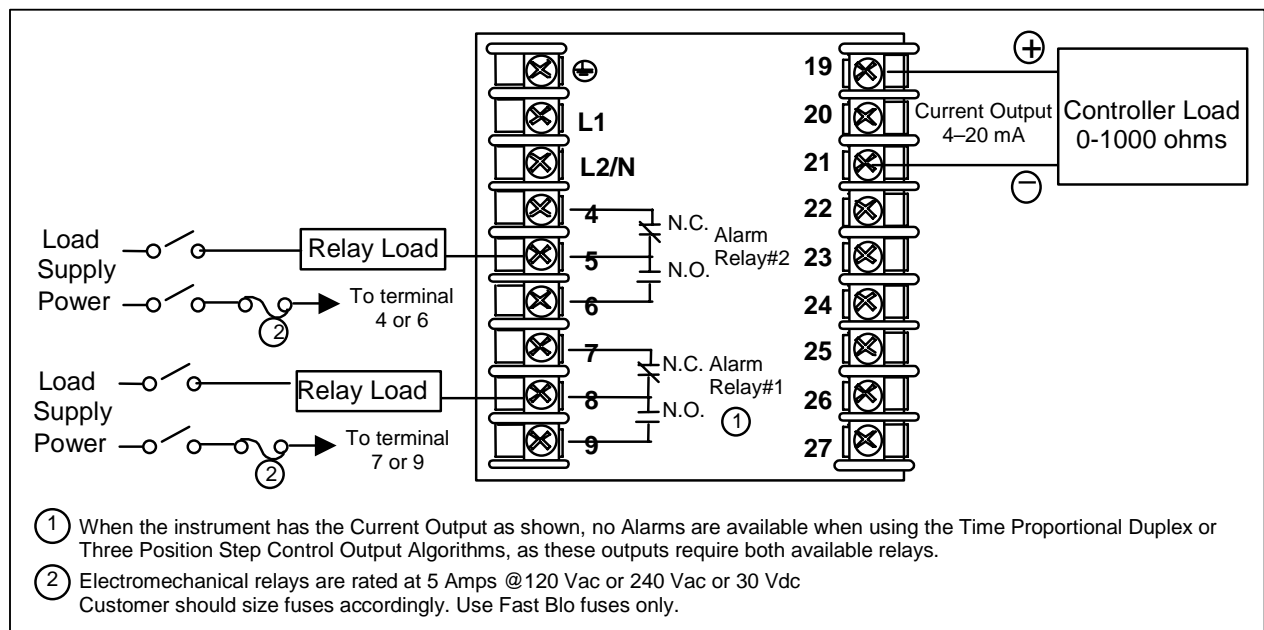 L1
L2/N
4
5
6
7
8
9
N.C.
N.O.
Alarm
Relay#2
N.C.
Alarm
Relay#1
N.O.
1
Load
Supply
Power
Relay Load
2
To terminal
4 or 6
Load
Supply
Power
Relay Load
2
To terminal
7 or 9
19
20
21
22
23
24
25
26
27
+
Current Output
4–20 mA
−
Controller Load
0-1000 ohms
1 When the instrument has the Current Output as shown, no Alarms are available when using the Time Proportional Duplex or
Three Position Step Control Output Algorithms, as these outputs require both available relays.
2 Electromechanical relays are rated at 5 Amps @120 Vac or 240 Vac or 30 Vdc
Customer should size fuses accordingly. Use Fast Blo fuses only.